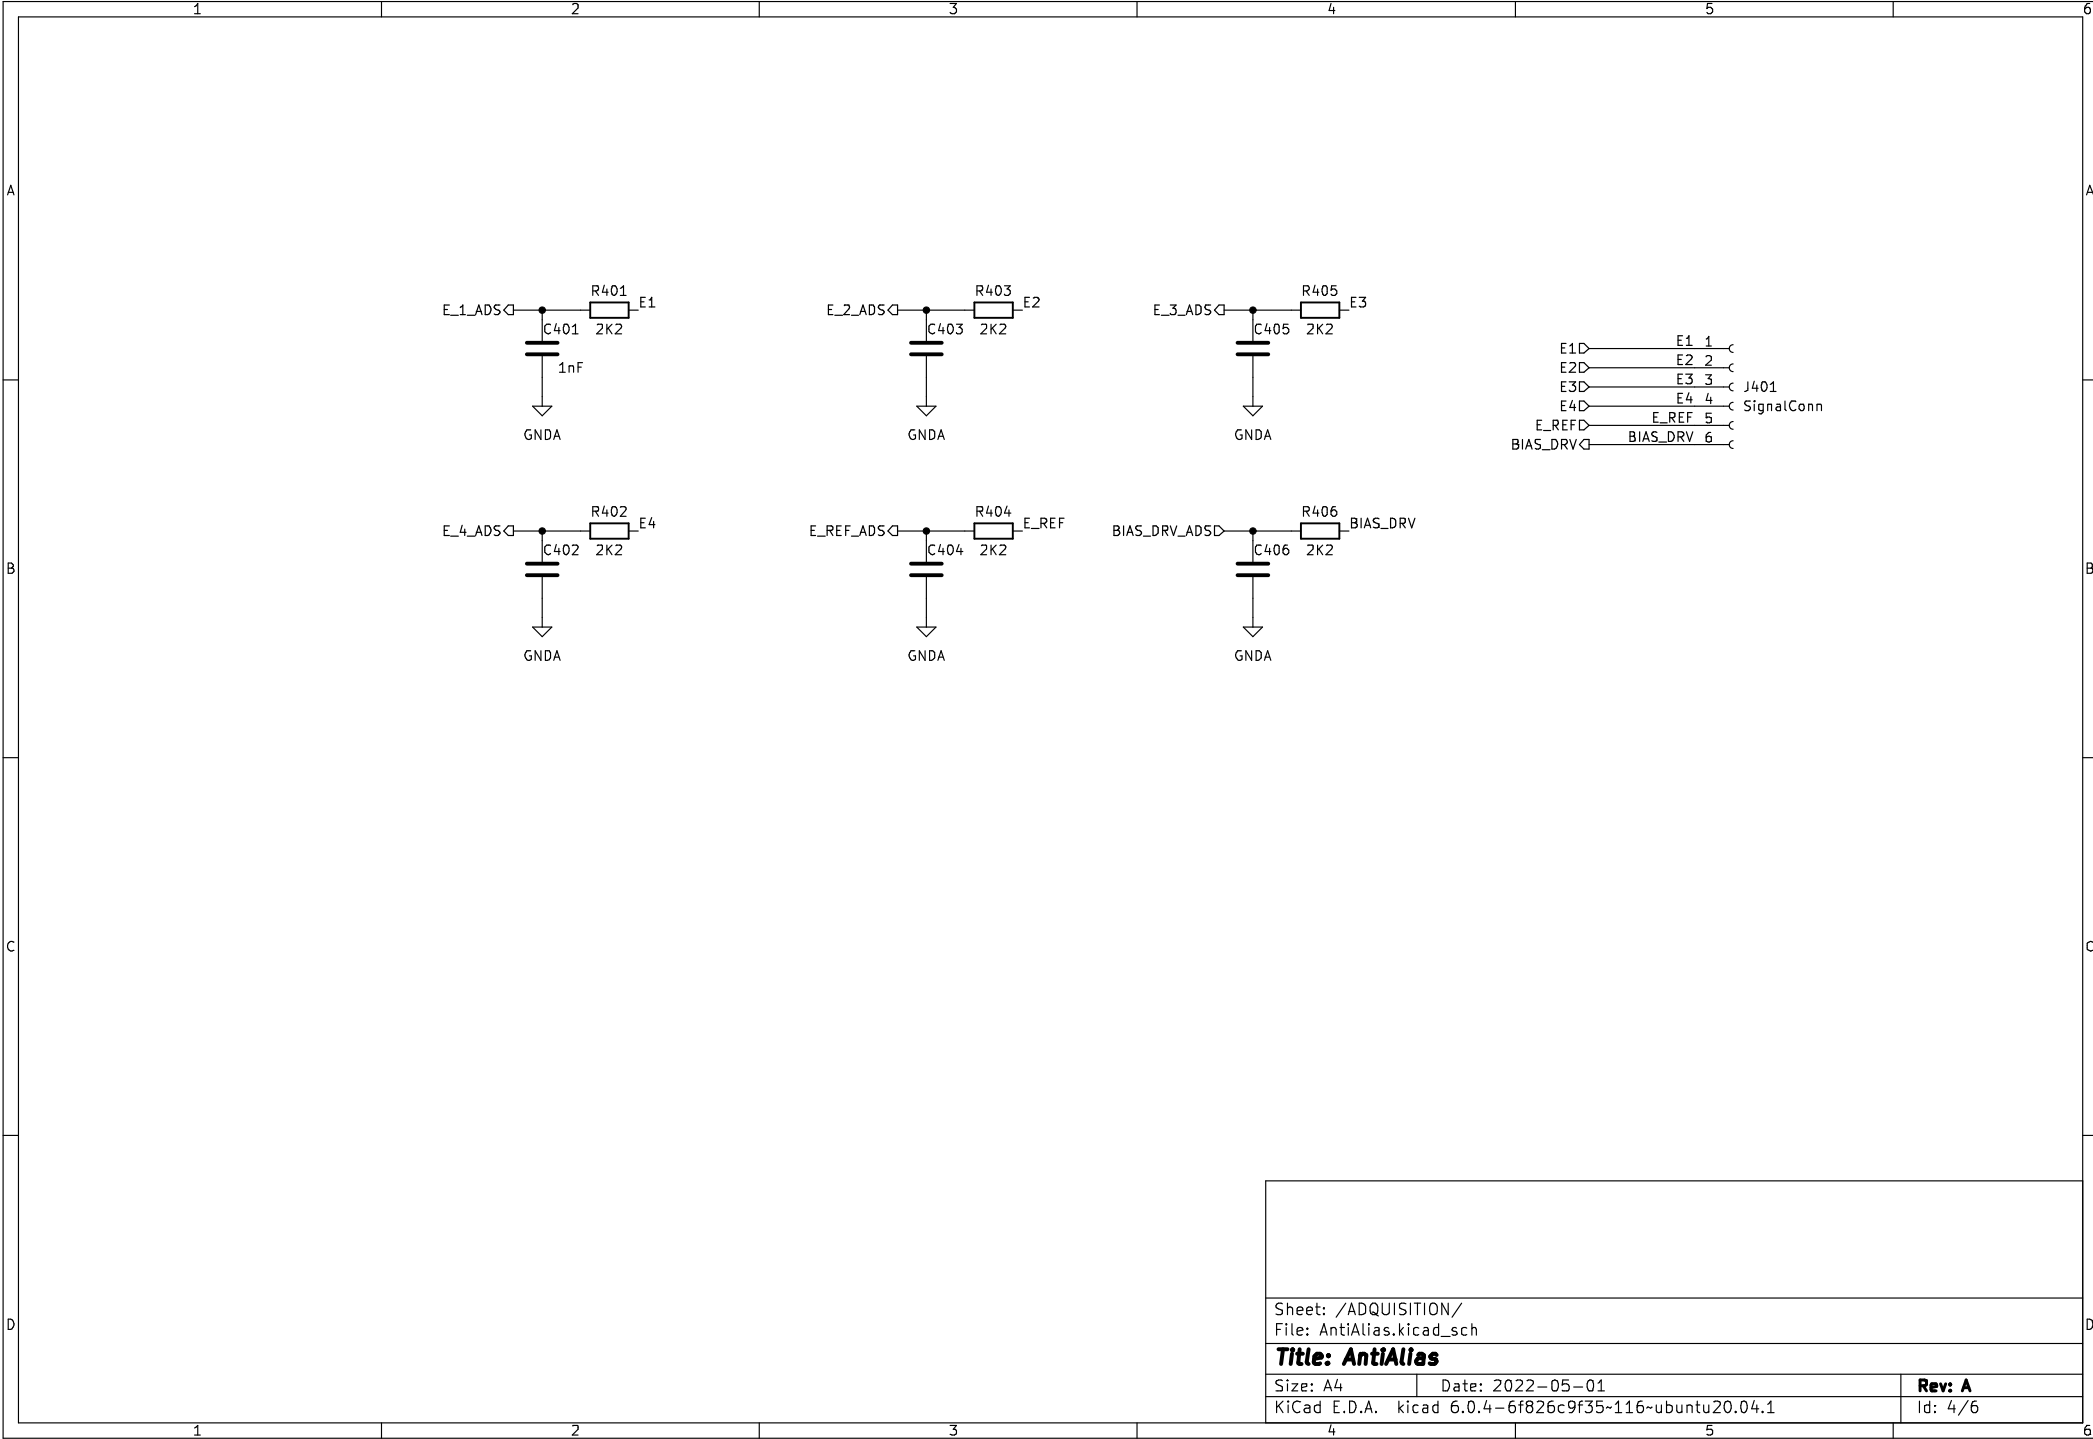 1 2 3 4 5 6
A A
R401 E1
E_1_ADS
C401 2K2
1nF
GNDA
R403 E2
E_2_ADS
C403 2K2
GNDA
R405 E3
E_3_ADS
C405 2K2
GNDA
E1 E1 1
E2 E2 2
E3 E3 3 J401
E4 E4 4 SignalConn
E_REF E_REF 5
BIAS_DRV BIAS_DRV 6
R402 E4
E_4_ADS
C402 2K2
GNDA
R404 E_REF
E_REF_ADS
C404 2K2
GNDA
R406 BIAS_DRV
BIAS_DRV_ADS
C406 2K2
GNDA
B B
C C
D D
Sheet: /ADQUISITION/
File: AntiAlias.kicad_sch
Title: AntiAlias
Size: A4 Date: 2022-05-01 Rev: A
KiCad E.D.A. kicad 6.0.4-6f826c9f35~116~ubuntu20.04.1 Id: 4/6
1 2 3 4 5 6